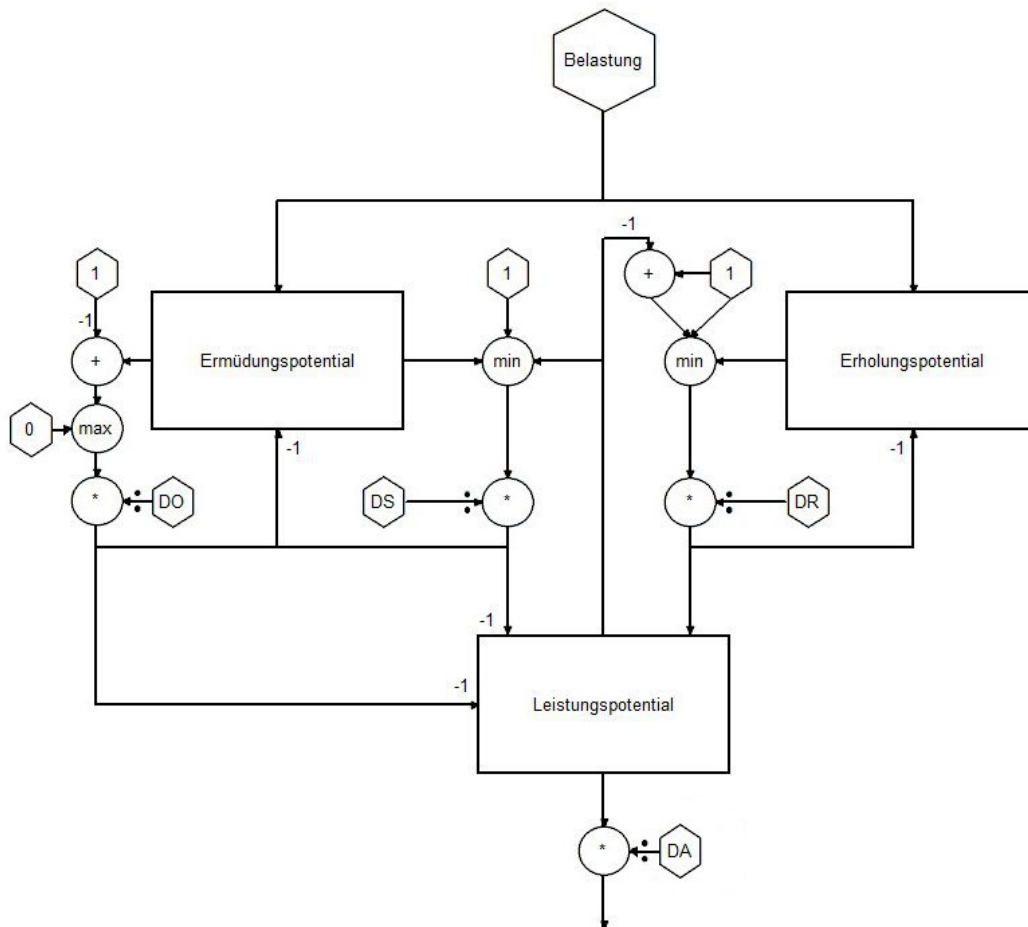 Belastung
-1
1
1
+
1
-1
+
Ermüdungspotential
min
min
Erholungspotential
0
max
-1
-1
*
:
DO
DS
:
*
*
:
DR
-1
-1
Leistungspotential
*
:
DA